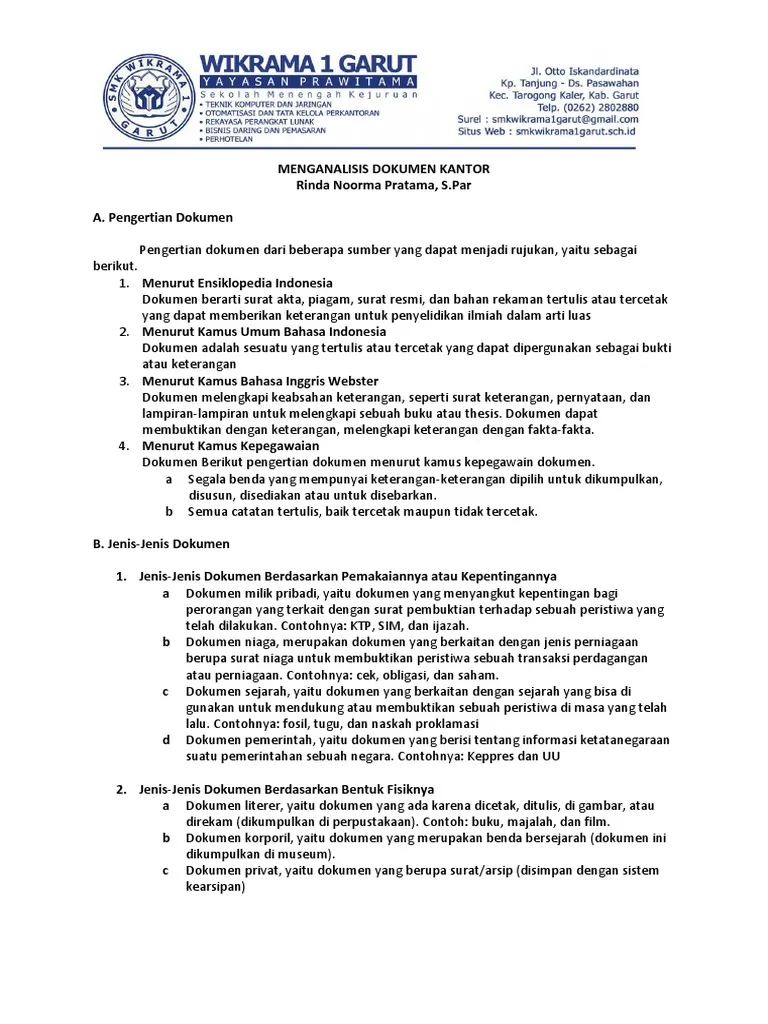 SMK WIKRAMA 1
GARUT
WIKRAMA 1 GARUT
YAYASAN PRAWITAMA
Sekolah Menengah Kejuruan
• TEKNIK KOMPUTER DAN JARINGAN
• OTOMATISASI DAN TATA KELOLA PERKANTORAN
• REKAYASA PERANGKAT LUNAK
• BISNIS DARING DAN PEMASARAN
• PERHOTELAN
Jl. Otto Iskandardinata
Kp. Tanjung - Ds. Pasawahan
Kec. Tarogong Kaler, Kab. Garut
Telp. (0262) 2802880
Surel : smkwikrama1garut@gmail.com
Situs Web : smkwikrama1garut.sch.id
MENGANALISIS DOKUMEN KANTOR
Rinda Noorma Pratama, S.Par
A. Pengertian Dokumen
Pengertian dokumen dari beberapa sumber yang dapat menjadi rujukan, yaitu sebagai
berikut.
1. Menurut Ensiklopedia Indonesia
Dokumen berarti surat akta, piagam, surat resmi, dan bahan rekaman tertulis atau tercetak
yang dapat memberikan keterangan untuk penyelidikan ilmiah dalam arti luas
2. Menurut Kamus Umum Bahasa Indonesia
Dokumen adalah sesuatu yang tertulis atau tercetak yang dapat dipergunakan sebagai bukti
atau keterangan
3. Menurut Kamus Bahasa Inggris Webster
Dokumen melengkapi keabsahan keterangan, seperti surat keterangan, pernyataan, dan
lampiran-lampiran untuk melengkapi sebuah buku atau thesis. Dokumen dapat
membuktikan dengan keterangan, melengkapi keterangan dengan fakta-fakta.
4. Menurut Kamus Kepegawaian
Dokumen Berikut pengertian dokumen menurut kamus kepegawain dokumen.
a Segala benda yang mempunyai keterangan-keterangan dipilih untuk dikumpulkan,
disusun, disediakan atau untuk disebarkan.
b Semua catatan tertulis, baik tercetak maupun tidak tercetak.
B. Jenis-Jenis Dokumen
1. Jenis-Jenis Dokumen Berdasarkan Pemakaiannya atau Kepentingannya
a Dokumen milik pribadi, yaitu dokumen yang menyangkut kepentingan bagi
perorangan yang terkait dengan surat pembuktian terhadap sebuah peristiwa yang
telah dilakukan. Contohnya: KTP, SIM, dan ijazah.
b Dokumen niaga, merupakan dokumen yang berkaitan dengan jenis perniagaan
berupa surat niaga untuk membuktikan peristiwa sebuah transaksi perdagangan
atau perniagaan. Contohnya: cek, obligasi, dan saham.
c Dokumen sejarah, yaitu dokumen yang berkaitan dengan sejarah yang bisa di
gunakan untuk mendukung atau membuktikan sebuah peristiwa di masa yang telah
lalu. Contohnya: fosil, tugu, dan naskah proklamasi
d Dokumen pemerintah, yaitu dokumen yang berisi tentang informasi ketatanegaraan
suatu pemerintahan sebuah negara. Contohnya: Keppres dan UU
2. Jenis-Jenis Dokumen Berdasarkan Bentuk Fisiknya
a Dokumen literer, yaitu dokumen yang ada karena dicetak, ditulis, di gambar, atau
direkam (dikumpulkan di perpustakaan). Contoh: buku, majalah, dan film.
b Dokumen korporil, yaitu dokumen yang merupakan benda bersejarah (dokumen ini
dikumpulkan di museum).
c Dokumen privat, yaitu dokumen yang berupa surat/arsip (disimpan dengan sistem
kearsipan)